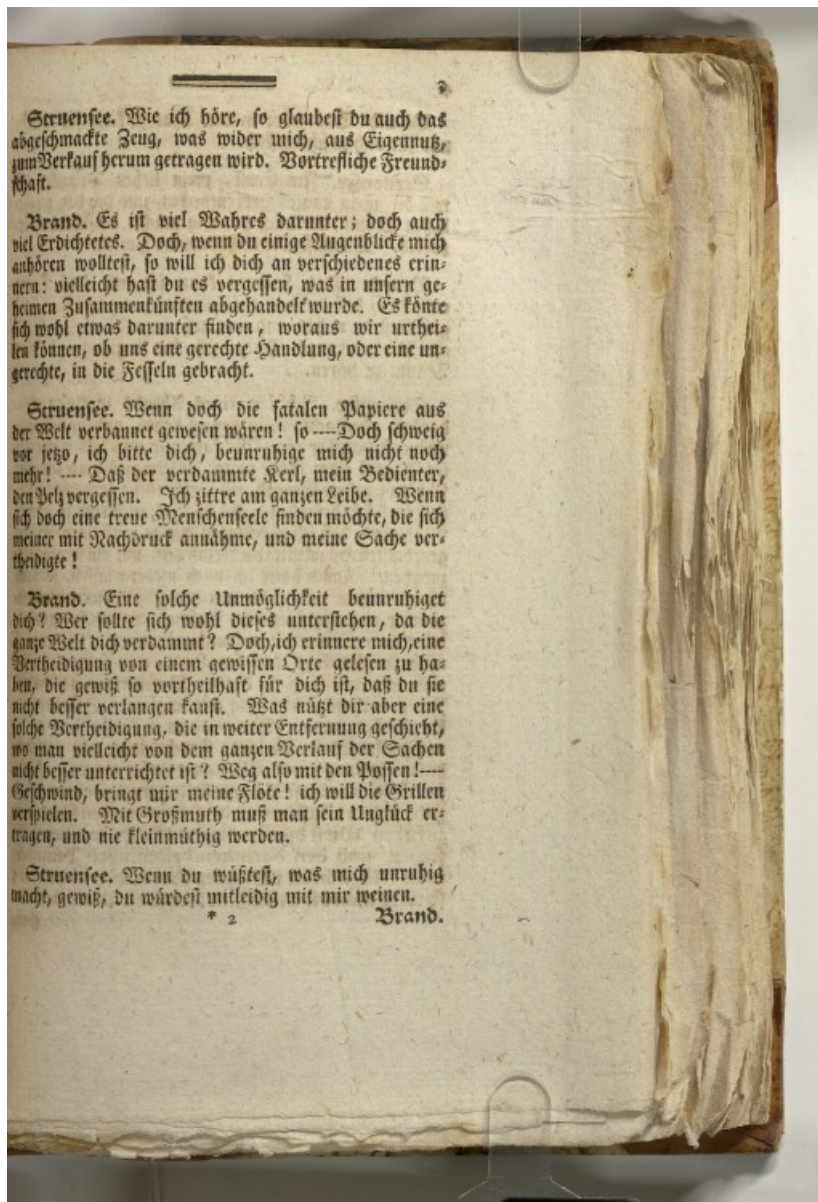 3
Struensee. Wie ich höre, so glaubest du auch das
abgeschmackte Zeug, was wider mich, aus Eigennutz,
zum Verkauf herum getragen wird. Vortrefliche Freund-
schaft.
Brand. Es ist viel Wahres darunter; doch auch
viel Erdichtetes. Doch, wenn du einige Augenblicke mich
anhören wolltest, so will ich dich an verschiedenes erin-
nern: vielleicht hast du es vergessen, was in unsern ge-
heimen Zusammenkünften abgehandelt wurde. Es könte
sich wohl etwas darunter finden, woraus wir urthei-
len können, ob uns eine gerechte Handlung, oder eine un-
gerechte, in die Fesseln gebracht.
Struensee. Wenn doch die fatalen Papiere aus
der Welt verbannet gewesen wären! so ---- Doch schweig
vor jetzo, ich bitte dich, beunruhige mich nicht noch
mehr! ---- Daß der verdammte Kerl, mein Bedienter,
den Pelz vergessen. Ich zittre am ganzen Leibe. Wenn
sich doch eine treue Menschenseele finden möchte, die sich
meiner mit Nachdruck annähme, und meine Sache ver-
theidigte!
Brand. Eine solche Unmöglichkeit beunruhiget
dich? Wer sollte sich wohl dieses unterstehen, da die
ganze Welt dich verdammt? Doch, ich erinnere mich, eine
Vertheidigung von einem gewissen Orte gelesen zu ha-
ben, die gewiß so vortheilhaft für dich ist, daß du sie
nicht besser verlangen kanst. Was nützt dir aber eine
solche Vertheidigung, die in weiter Entfernung geschieht,
wo man vielleicht von dem ganzen Verlauf der Sachen
nicht besser unterrichtet ist? Weg also mit den Possen! ----
Geschwind, bringt mir meine Flöte! ich will die Grillen
verspielen. Mit Großmuth muß man sein Unglück er-
tragen, und nie kleinmüthig werden.
Struensee. Wenn du wüßtest, was mich unruhig
macht, gewiß, du würdest mitleidig mit mir weinen.
* 2 Brand.